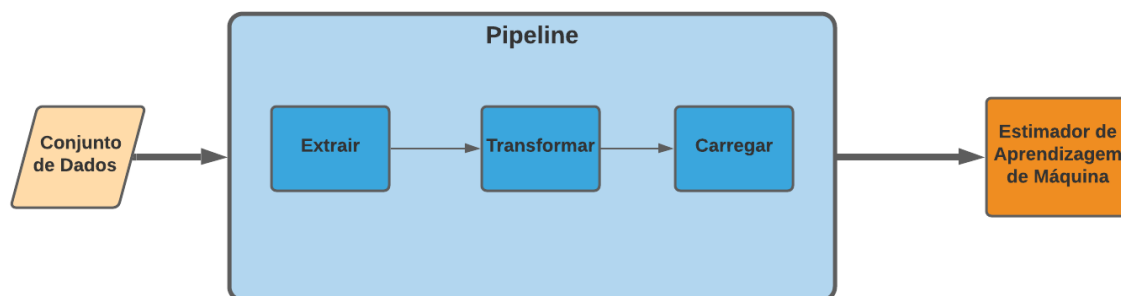 Pipeline
Conjunto
de Dados
Extrair
Transformar
Carregar
Estimador de
Aprendizagem
de Máquina